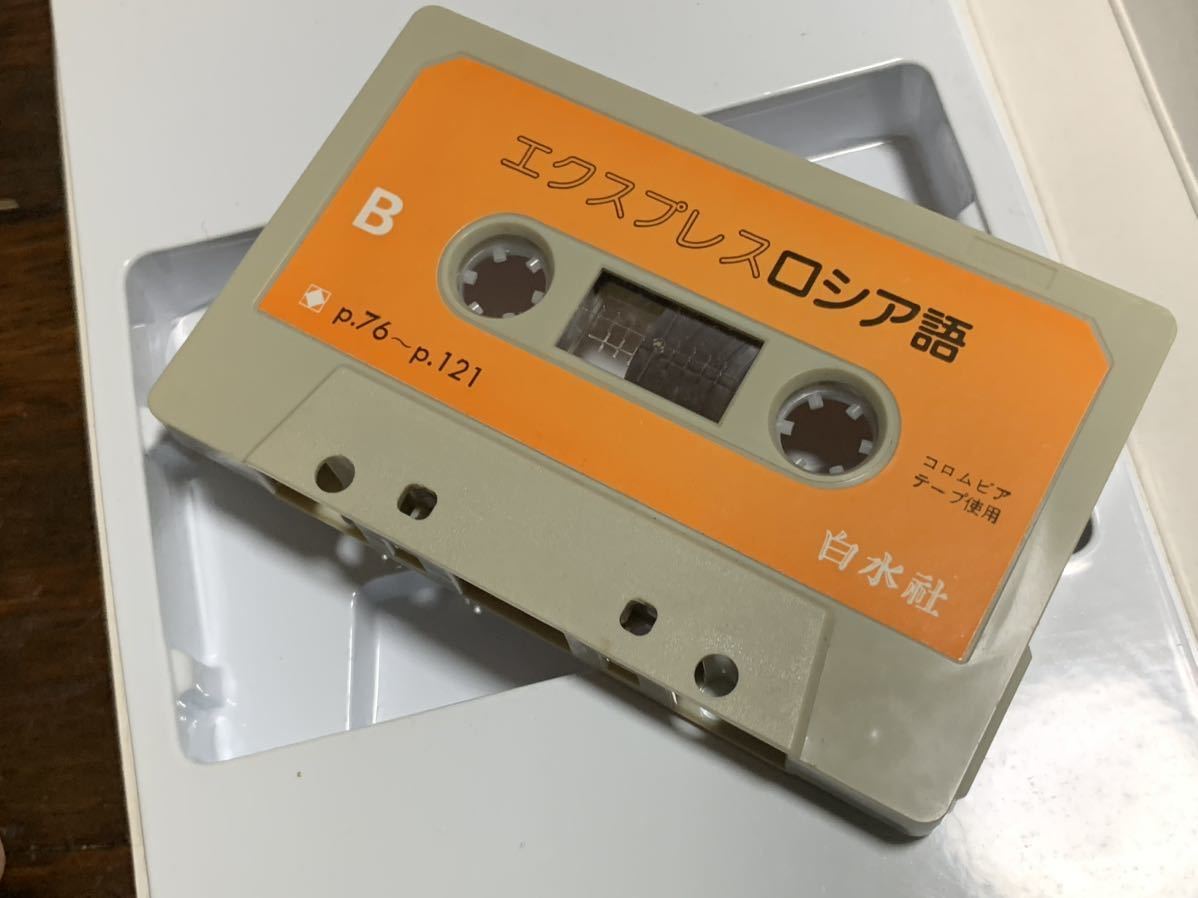 エクスプレスロシア語
B
p.76～p.121
コロムビア
テープ使用
白水社